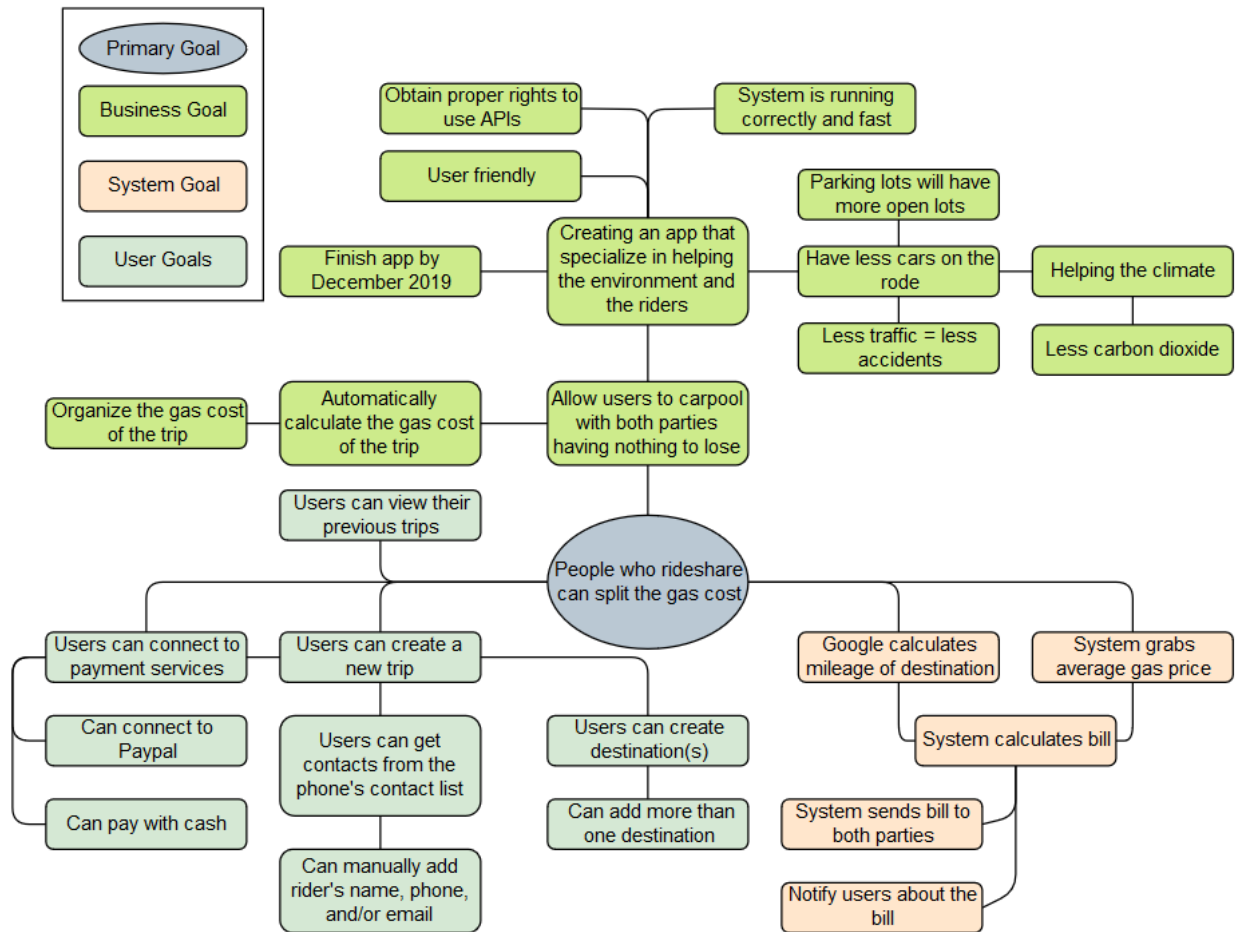 Primary Goal
Business Goal
System Goal
User Goals
Obtain proper rights to
use APIs
System is running
correctly and fast
User friendly
Parking lots will have
more open lots
Creating an app that
specialize in helping
the environment and
the riders
Finish app by
December 2019
Have less cars on the
rode
Helping the climate
Less traffic = less
accidents
Less carbon dioxide
Organize the gas cost
of the trip
Automatically
calculate the gas cost
of the trip
Allow users to carpool
with both parties
having nothing to lose
Users can view their
previous trips
People who rideshare
can split the gas cost
Users can connect to
payment services
Users can create a
new trip
Google calculates
mileage of destination
System grabs
average gas price
Can connect to
Paypal
Users can get
contacts from the
phone's contact list
Users can create
destination(s)
System calculates bill
Can pay with cash
Can add more than
one destination
System sends bill to
both parties
Can manually add
rider's name, phone,
and/or email
Notify users about the
bill